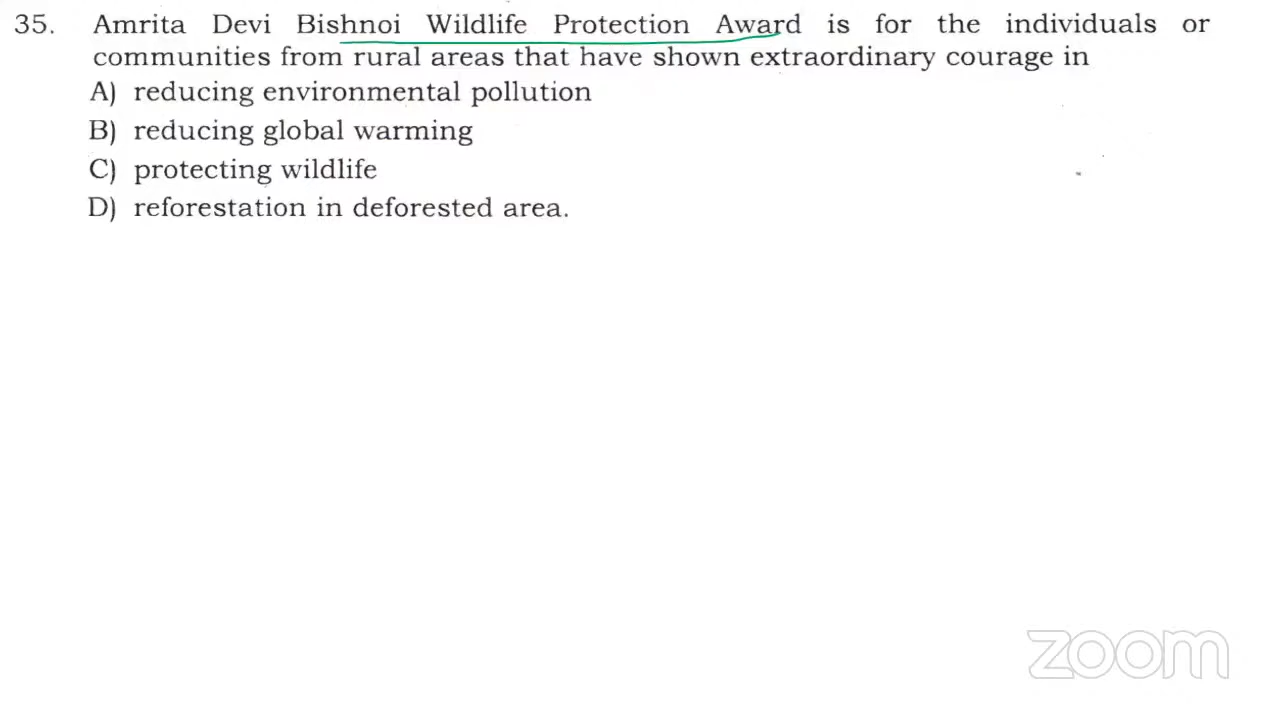 35. Amrita Devi Bishnoi Wildlife Protection Award is for the individuals or
communities from rural areas that have shown extraordinary courage in
A) reducing environmental pollution
B) reducing global warming
C) protecting wildlife
D) reforestation in deforested area.
zoom